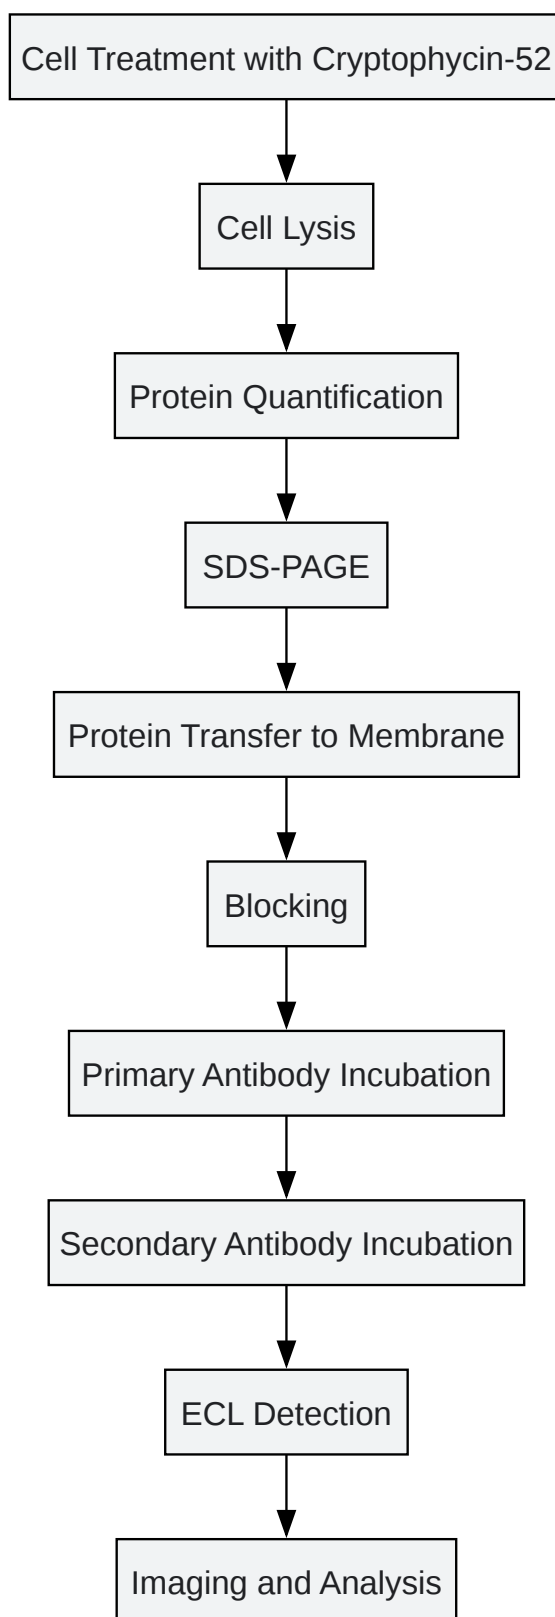 Cell Treatment with Cryptophycin-52
Cell Lysis
Protein Quantification
SDS-PAGE
Protein Transfer to Membrane
Blocking
Primary Antibody Incubation
Secondary Antibody Incubation
ECL Detection
Imaging and Analysis